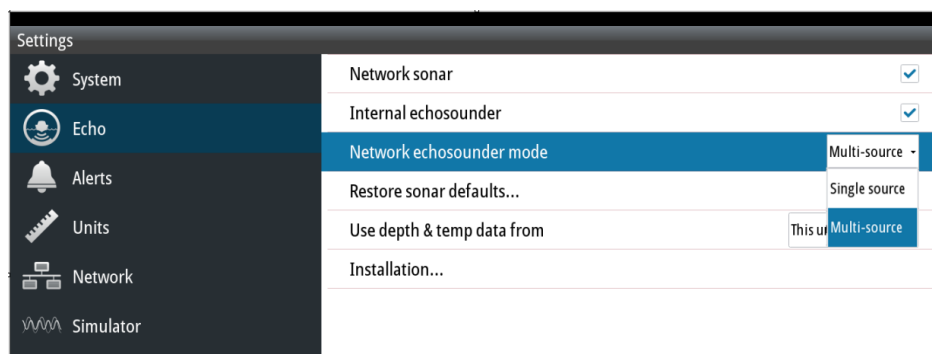 Settings
System
Echo
Alerts
Units
Network
Simulator
Network sonar
Internal echosounder
Network echosounder mode Multi-source
Single source
Multi-source
Restore sonar defaults...
Use depth & temp data from This
Installation...